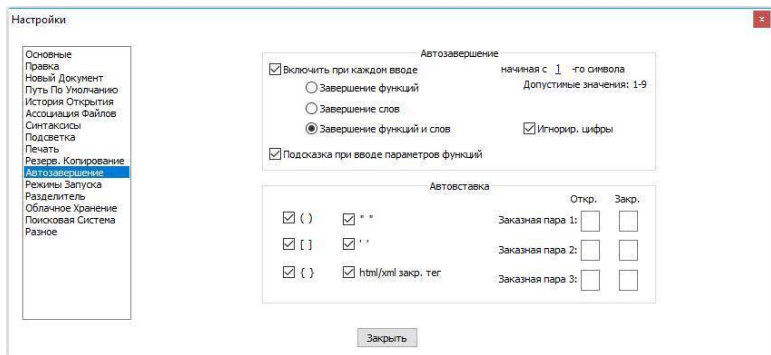 Настройки
x
Основные
Правка
Новый Документ
Путь По Умолчанию
История Открытия
Ассоциация Файлов
Синтаксисы
Подсветка
Печать
Резерв. Копирование
Автозавершение
Режимы Запуска
Разделитель
Облачное Хранение
Поисковая Система
Разное
Автозавершение
Включить при каждом вводе начиная с 1 -го символа
Завершение функций Допустимые значения: 1-9
Завершение слов
Завершение функций и слов Игнорир. цифры
Подсказка при вводе параметров функций
Автовставка
Откр. Закр.
( ) " " Заказная пара 1:
[ ] ' ' Заказная пара 2:
{ } html/xml закр. тег Заказная пара 3:
Закрыть